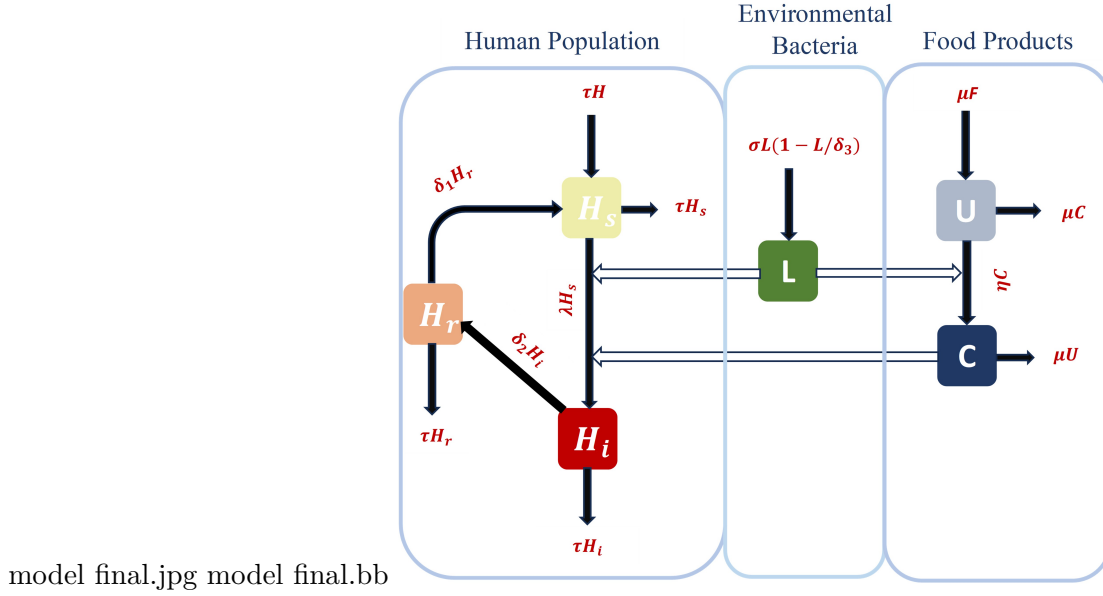 Human Population
Environmental
Bacteria
Food Products
τH
μF
σL(1 − L/δ₃)
δ₁Hᵣ
Hₛ
τHₛ
U
μC
L
λHₛ
ηC
Hᵣ
δ₂Hᵢ
C
μU
τHᵣ
Hᵢ
τHᵢ
model final.jpg model final.bb